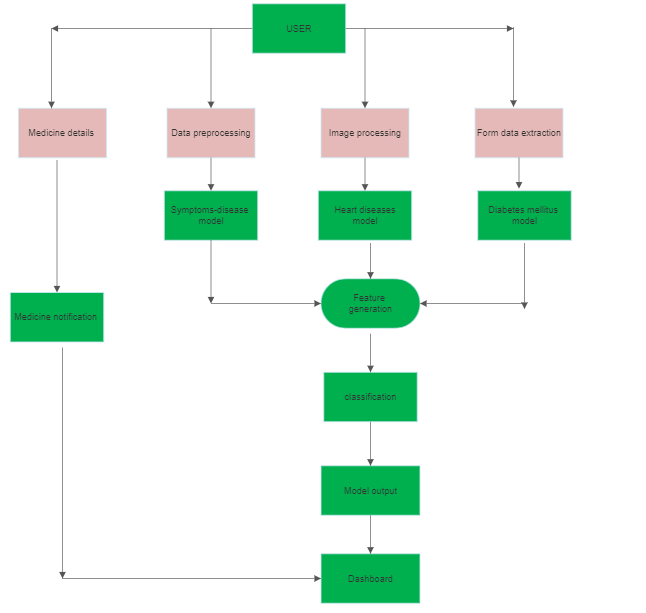 USER
Medicine details
Data preprocessing
Image processing
Form data extraction
Symptoms-disease
model
Heart diseases
model
Diabetes mellitus
model
Feature
generation
Medicine notification
classification
Model output
Dashboard